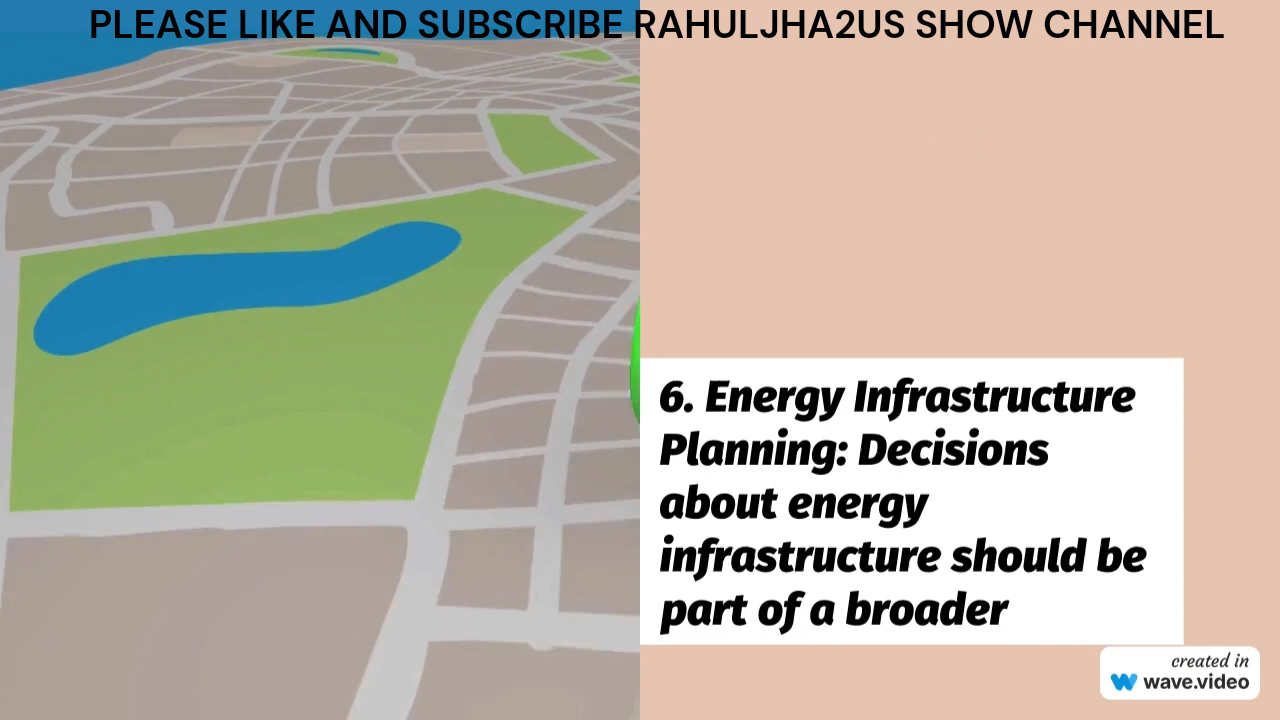 PLEASE LIKE AND SUBSCRIBE RAHULJHA2US SHOW CHANNEL
6. Energy Infrastructure
Planning: Decisions
about energy
infrastructure should be
part of a broader
created in
wave.video